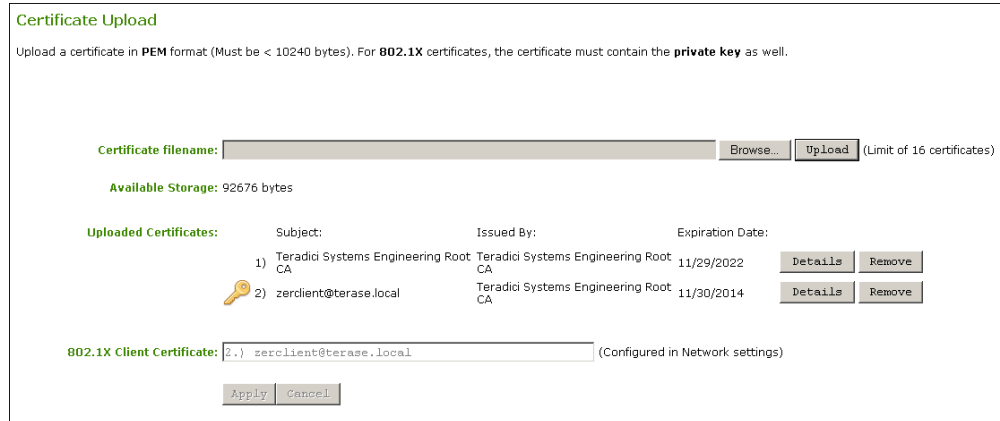 Certificate Upload
Upload a certificate in PEM format (Must be < 10240 bytes). For 802.1X certificates, the certificate must contain the private key as well.
Certificate filename: Browse... Upload (Limit of 16 certificates)
Available Storage: 92676 bytes
Uploaded Certificates: Subject: Issued By: Expiration Date:
1) Teradici Systems Engineering Root CA Teradici Systems Engineering Root CA 11/29/2022 Details Remove
2) zerclient@terase.local Teradici Systems Engineering Root CA 11/30/2014 Details Remove
802.1X Client Certificate: 2.) zerclient@terase.local (Configured in Network settings)
Apply Cancel